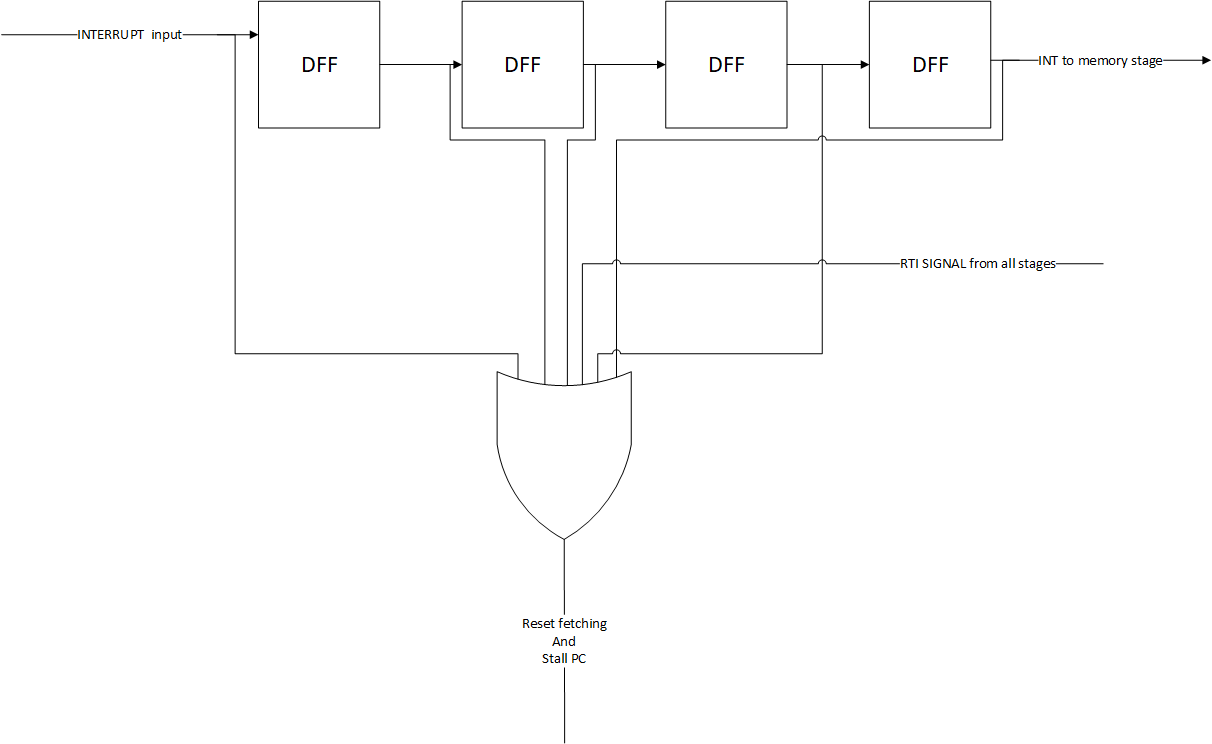 INTERRUPT  input
DFF
DFF
DFF
DFF
INT to memory stage
RTI SIGNAL from all stages
Reset fetching
And
Stall PC